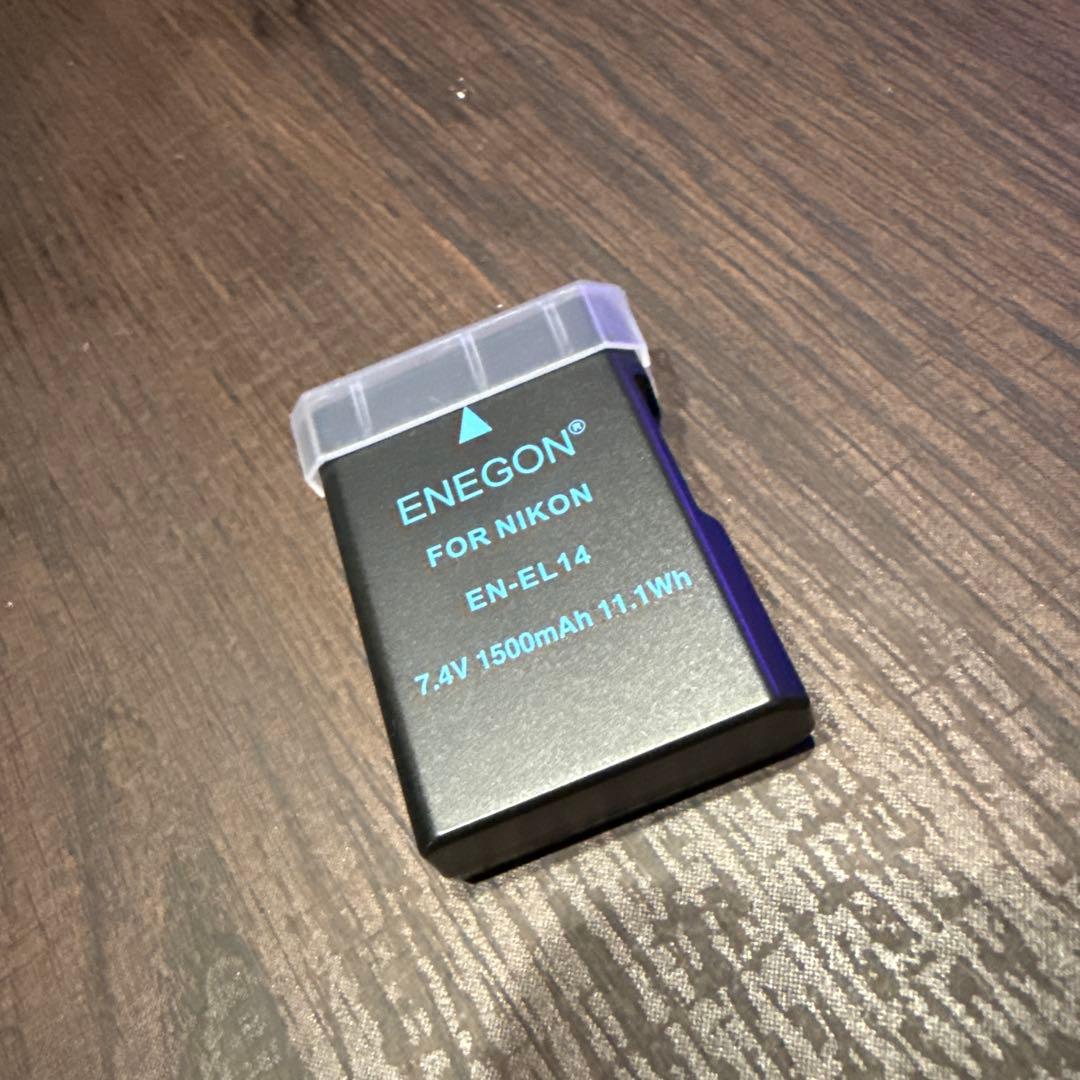 ENEGON®
FOR NIKON
EN-EL14
7.4V 1500mAh 11.1Wh